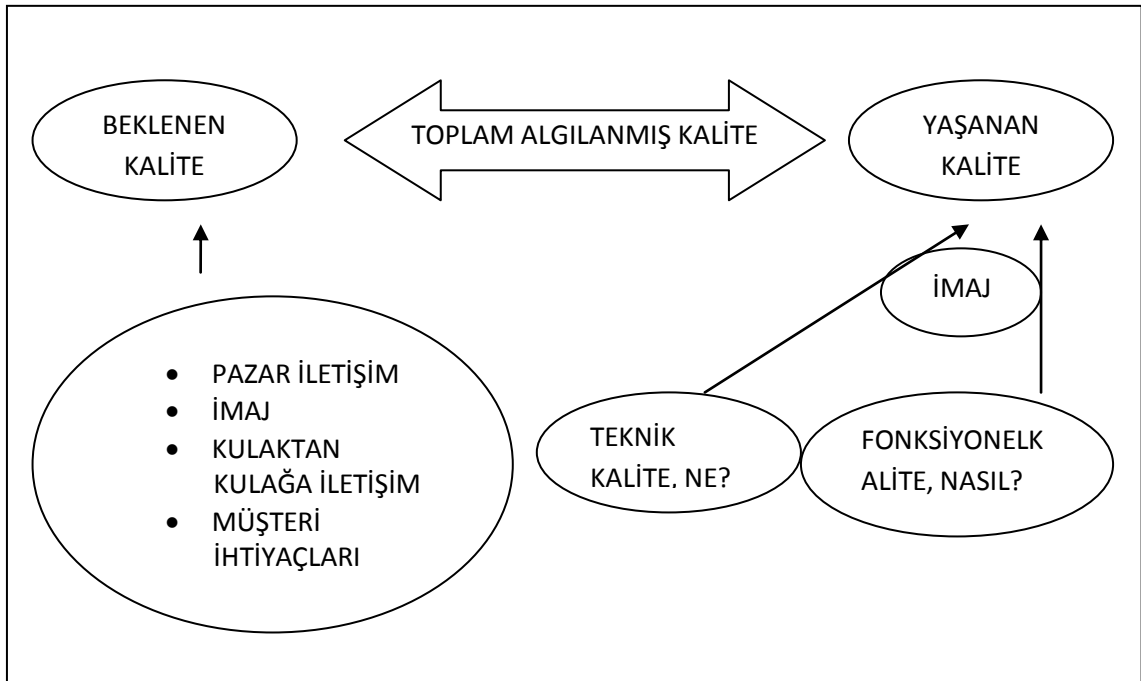 BEKLENEN
KALİTE
TOPLAM ALGILANMIŞ KALİTE
YAŞANAN
KALİTE
İMAJ
• PAZAR İLETİŞİM
• İMAJ
• KULAKTAN
KULAĞA İLETİŞİM
• MÜŞTERİ
İHTİYAÇLARI
TEKNİK
KALİTE, NE?
FONKSİYONELK
ALİTE, NASIL?